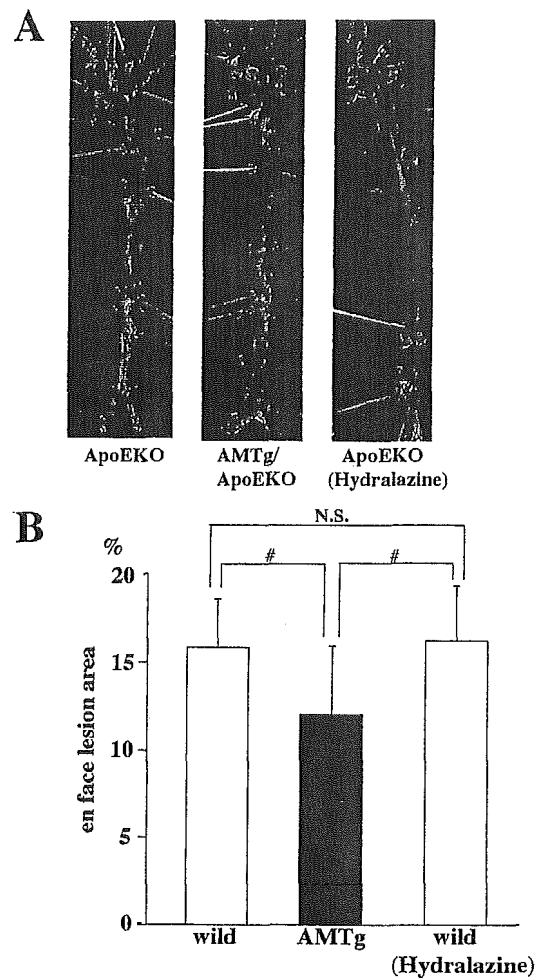 A
ApoEKO
AMTg/
ApoEKO
ApoEKO
(Hydralazine)
B
N.S.
%
#
#
20
15
10
5
0
en face lesion area
wild
AMTg
wild
(Hydralazine)